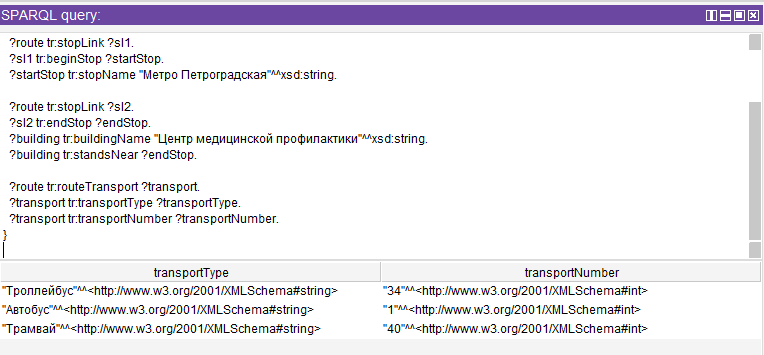 SPARQL query:
?route tr:stopLink ?sl1.
?sl1 tr:beginStop ?startStop.
?startStop tr:stopName "Метро Петроградская"^^xsd:string.
?route tr:stopLink ?sl2.
?sl2 tr:endStop ?endStop.
?building tr:buildingName "Центр медицинской профилактики"^^xsd:string.
?building tr:standsNear ?endStop.
?route tr:routeTransport ?transport.
?transport tr:transportType ?transportType.
?transport tr:transportNumber ?transportNumber.
}
transportType transportNumber
"Троллейбус"^^<http://www.w3.org/2001/XMLSchema#string> "34"^^<http://www.w3.org/2001/XMLSchema#int>
"Автобус"^^<http://www.w3.org/2001/XMLSchema#string> "1"^^<http://www.w3.org/2001/XMLSchema#int>
"Трамвай"^^<http://www.w3.org/2001/XMLSchema#string> "40"^^<http://www.w3.org/2001/XMLSchema#int>